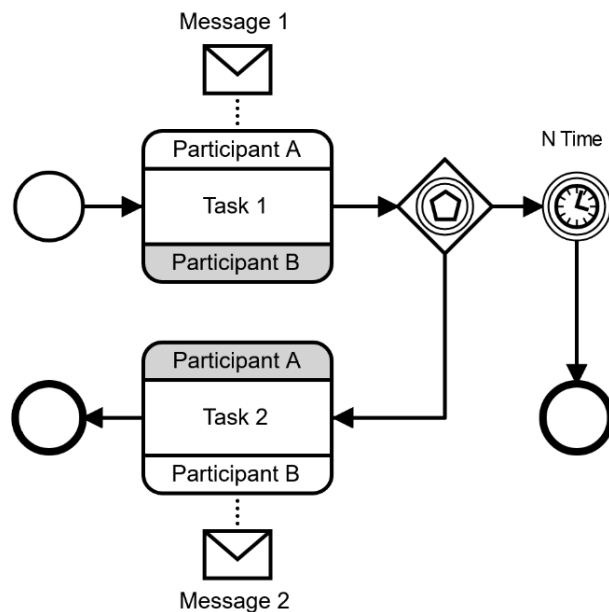 Message 1
Participant A
N Time
Task 1
Participant B
Participant A
Task 2
Participant B
Message 2